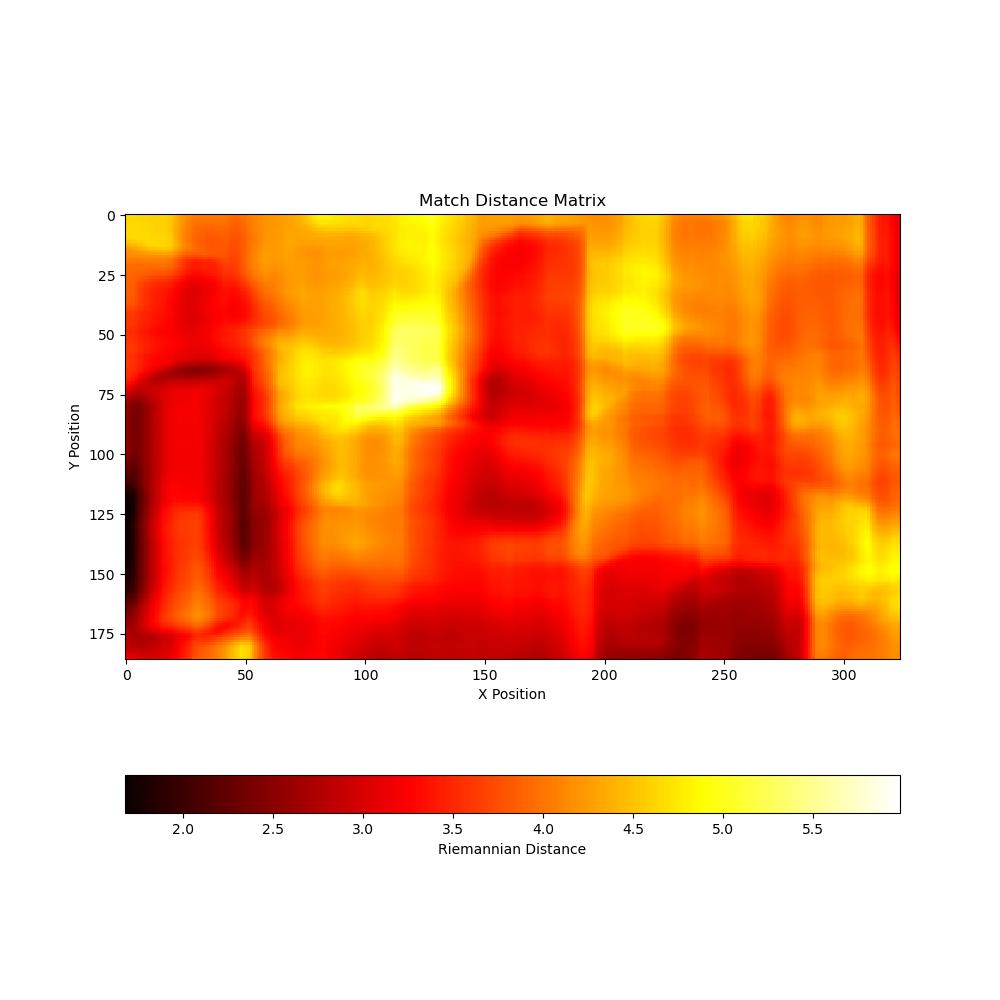 Match Distance Matrix
0
25
50
75
100
125
150
175
Y Position
0 50 100 150 200 250 300
X Position
2.0 2.5 3.0 3.5 4.0 4.5 5.0 5.5
Riemannian Distance